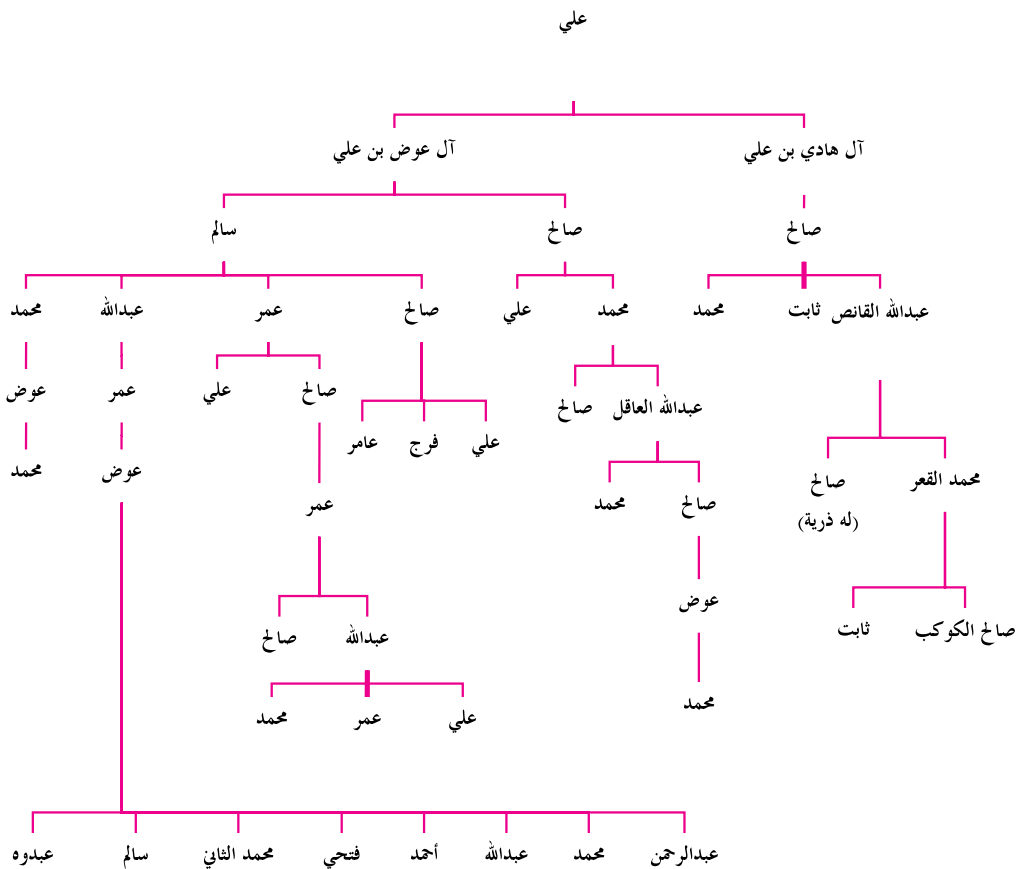 علي
آل هادي بن علي
آل عوض بن علي
صالح
صالح
سالم
عبدالله القانص
ثابت
محمد
محمد
علي
صالح
عمر
عبدالله
محمد
صالح
علي
عمر
عوض
عبدالله العاقل
صالح
علي
فرج
عامر
عوض
محمد
محمد القعر
صالح
(له ذرية)
صالح
محمد
عمر
عوض
صالح الكوكب
ثابت
عبدالله
صالح
محمد
علي
عمر
محمد
عبدالرحمن
محمد
عبدالله
أحمد
فتحي
محمد الثاني
سالم
عبدوه